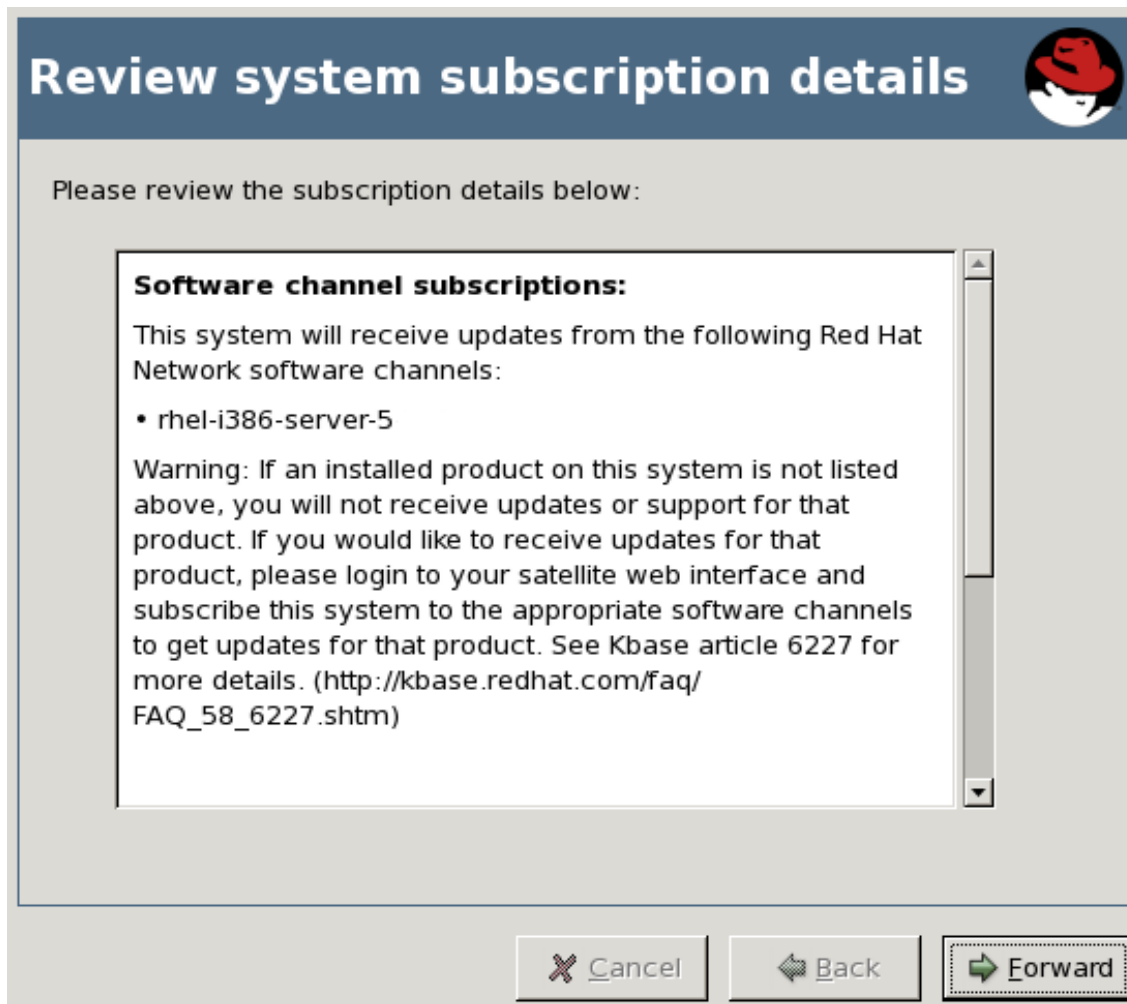 Review system subscription details
Please review the subscription details below:
Software channel subscriptions:
This system will receive updates from the following Red Hat
Network software channels:
• rhel-i386-server-5
Warning: If an installed product on this system is not listed
above, you will not receive updates or support for that
product. If you would like to receive updates for that
product, please login to your satellite web interface and
subscribe this system to the appropriate software channels
to get updates for that product. See Kbase article 6227 for
more details. (http://kbase.redhat.com/faq/
FAQ_58_6227.shtm)
Cancel
Back
Forward